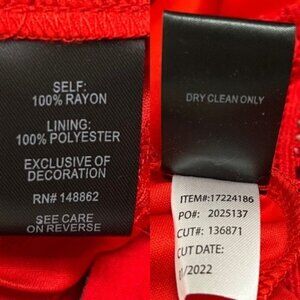 SELF:
100% RAYON
LINING:
100% POLYESTER
EXCLUSIVE OF
DECORATION
RN# 148862
SEE CARE
ON REVERSE
DRY CLEAN ONLY
ITEM#:17224186
PO#: 2025137
CUT#: 136871
CUT DATE:
/2022